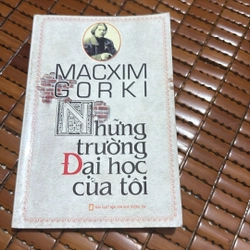 MACXIM
GORKI
Những
trường
Đại học
của tôi